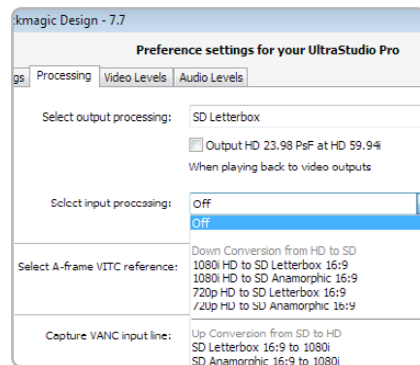 kmagic Design - 7.7
Preference settings for your UltraStudio Pro
gs Processing Video Levels Audio Levels
Select output processing: SD Letterbox
Output HD 23.98 PsF at HD 59.94i
When playing back to video outputs
Select input processing: Off
Off
Down Conversion from HD to SD
1080i HD to SD Letterbox 16:9
Select A-frame VITC reference: 1080i HD to SD Anamorphic 16:9
720p HD to SD Letterbox 16:9
720p HD to SD Anamorphic 16:9
Capture VANC input line: Up Conversion from SD to HD
SD Letterbox 16:9 to 1080i
SD Anamorphic 16:9 to 1080i